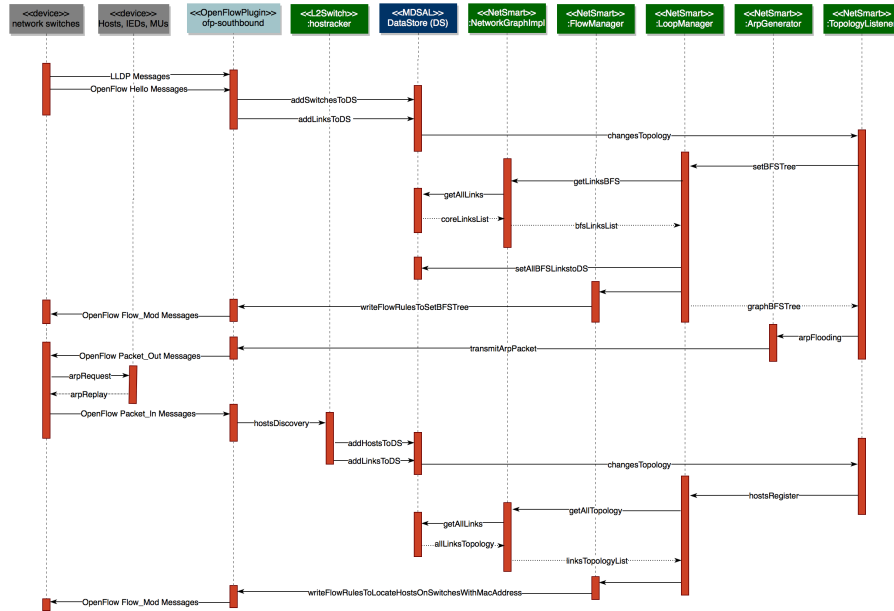 <<device>>
network switches
<<device>>
Hosts, IEDs, MUs
<<OpenFlowPlugin>>
ofp-southbound
<<L2Switch>
:hostracker
<<MDSAL>>
DataStore (DS)
<<NetSmart>>
:NetworkGraphImpl
<<NetSmart>>
:FlowManager
<<NetSmart>>
:LoopManager
<<NetSmart>>
:ArpGenerator
<<NetSmart>>
:TopologyListene
LLDP Messages
OpenFlow Hello Messages
addSwitchesToDS
addLinksToDS
changesTopology
setBFSTree
getLinksBFS
getAllLinks
coreLinksList
bfsLinksList
setAllBFSLinkstoDS
writeFlowRulesToSetBFSTree
graphBFSTree
OpenFlow Flow_Mod Messages
arpFlooding
transmitArpPacket
OpenFlow Packet_Out Messages
arpRequest
arpReplay
OpenFlow Packet_In Messages
hostsDiscovery
addHostsToDS
addLinksToDS
changesTopology
hostsRegister
getAllTopology
getAllLinks
allLinksTopology
linksTopologyList
writeFlowRulesToLocateHostsOnSwitchesWithMacAddress
OpenFlow Flow_Mod Messages